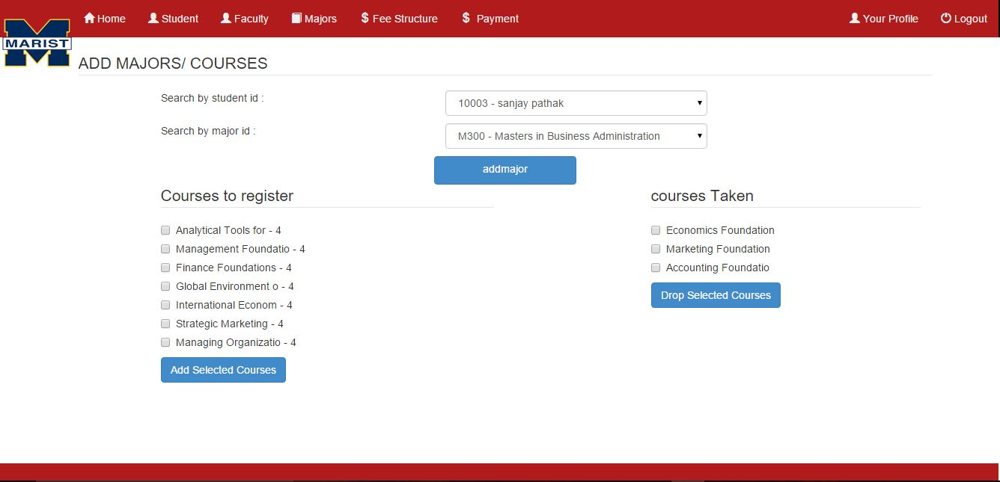 Home Student Faculty Majors $ Fee Structure $ Payment Your Profile Logout
MARIST
ADD MAJORS/ COURSES
Search by student id : 10003 - sanjay pathak
Search by major id : M300 - Masters in Business Administration
addmajor
Courses to register
Analytical Tools for - 4
Management Foundatio - 4
Finance Foundations - 4
Global Environment o - 4
International Econom - 4
Strategic Marketing - 4
Managing Organizatio - 4
Add Selected Courses
courses Taken
Economics Foundation
Marketing Foundation
Accounting Foundatio
Drop Selected Courses